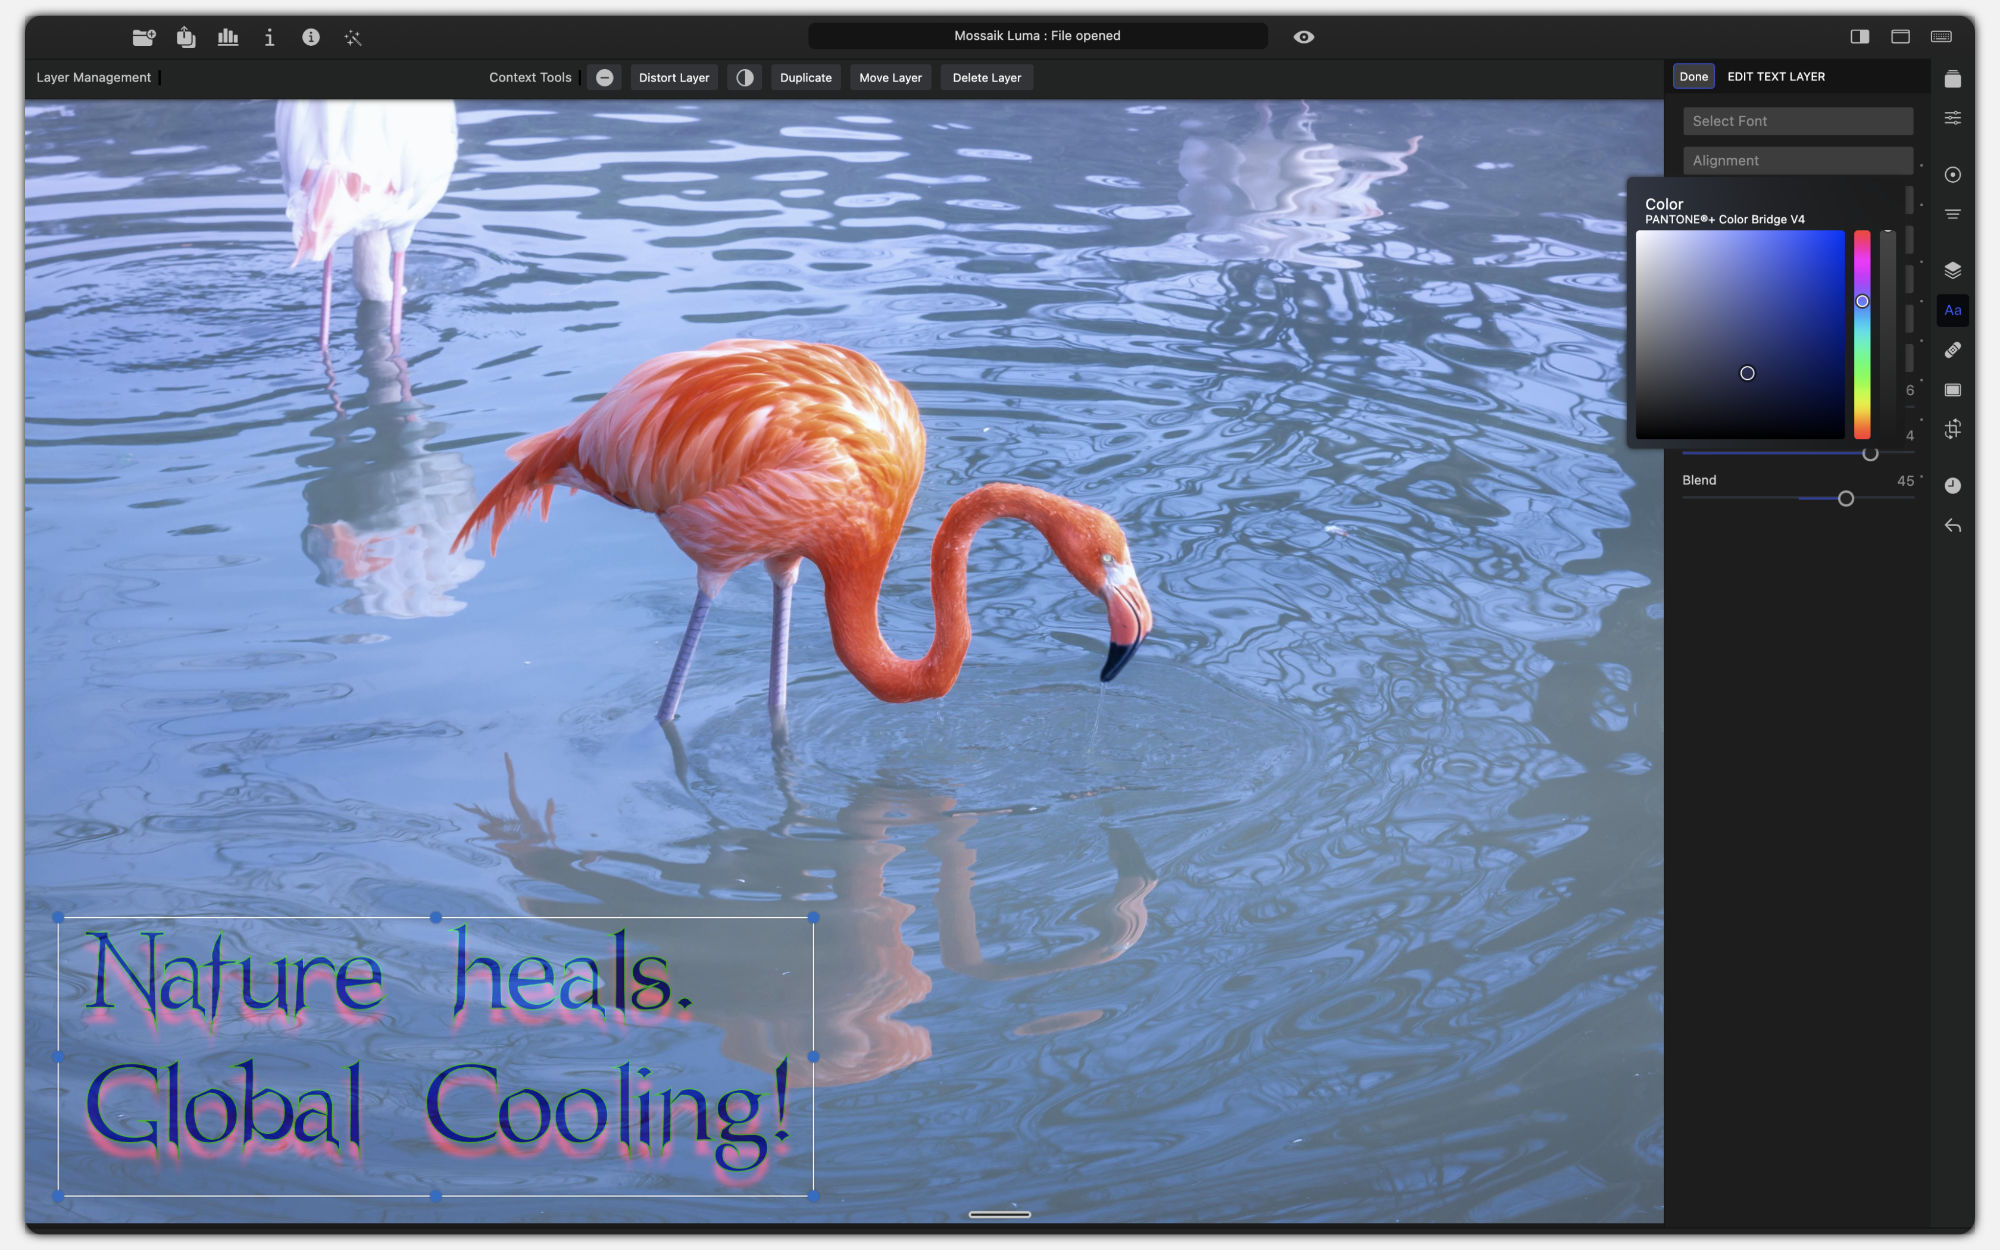 Mossaik Luma : File opened
Layer Management
Context Tools
Distort Layer
Duplicate
Move Layer
Delete Layer
Done
EDIT TEXT LAYER
Select Font
Alignment
Color
PANTONE®+ Color Bridge V4
Aa
6
4
Blend
45
Nature heals.
Global Cooling!